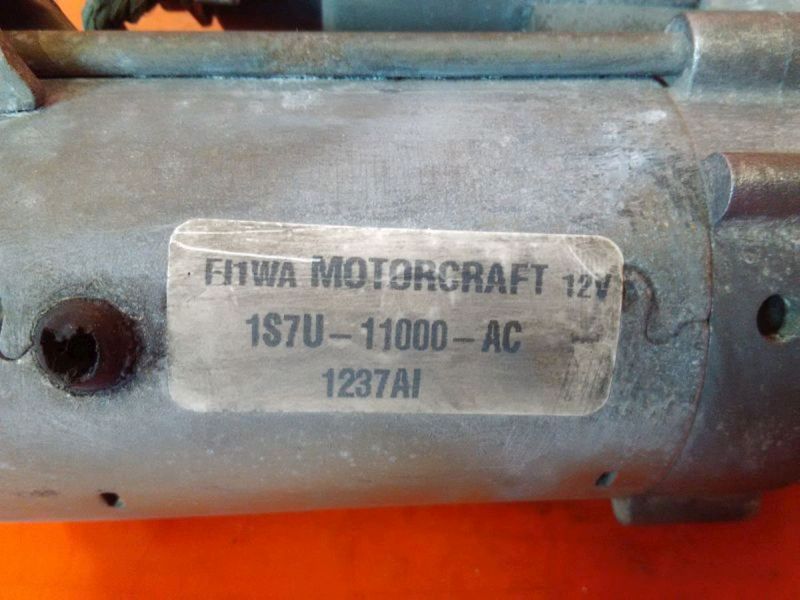 FI1WA MOTORCRAFT 12V
1S7U-11000-AC
1237AI